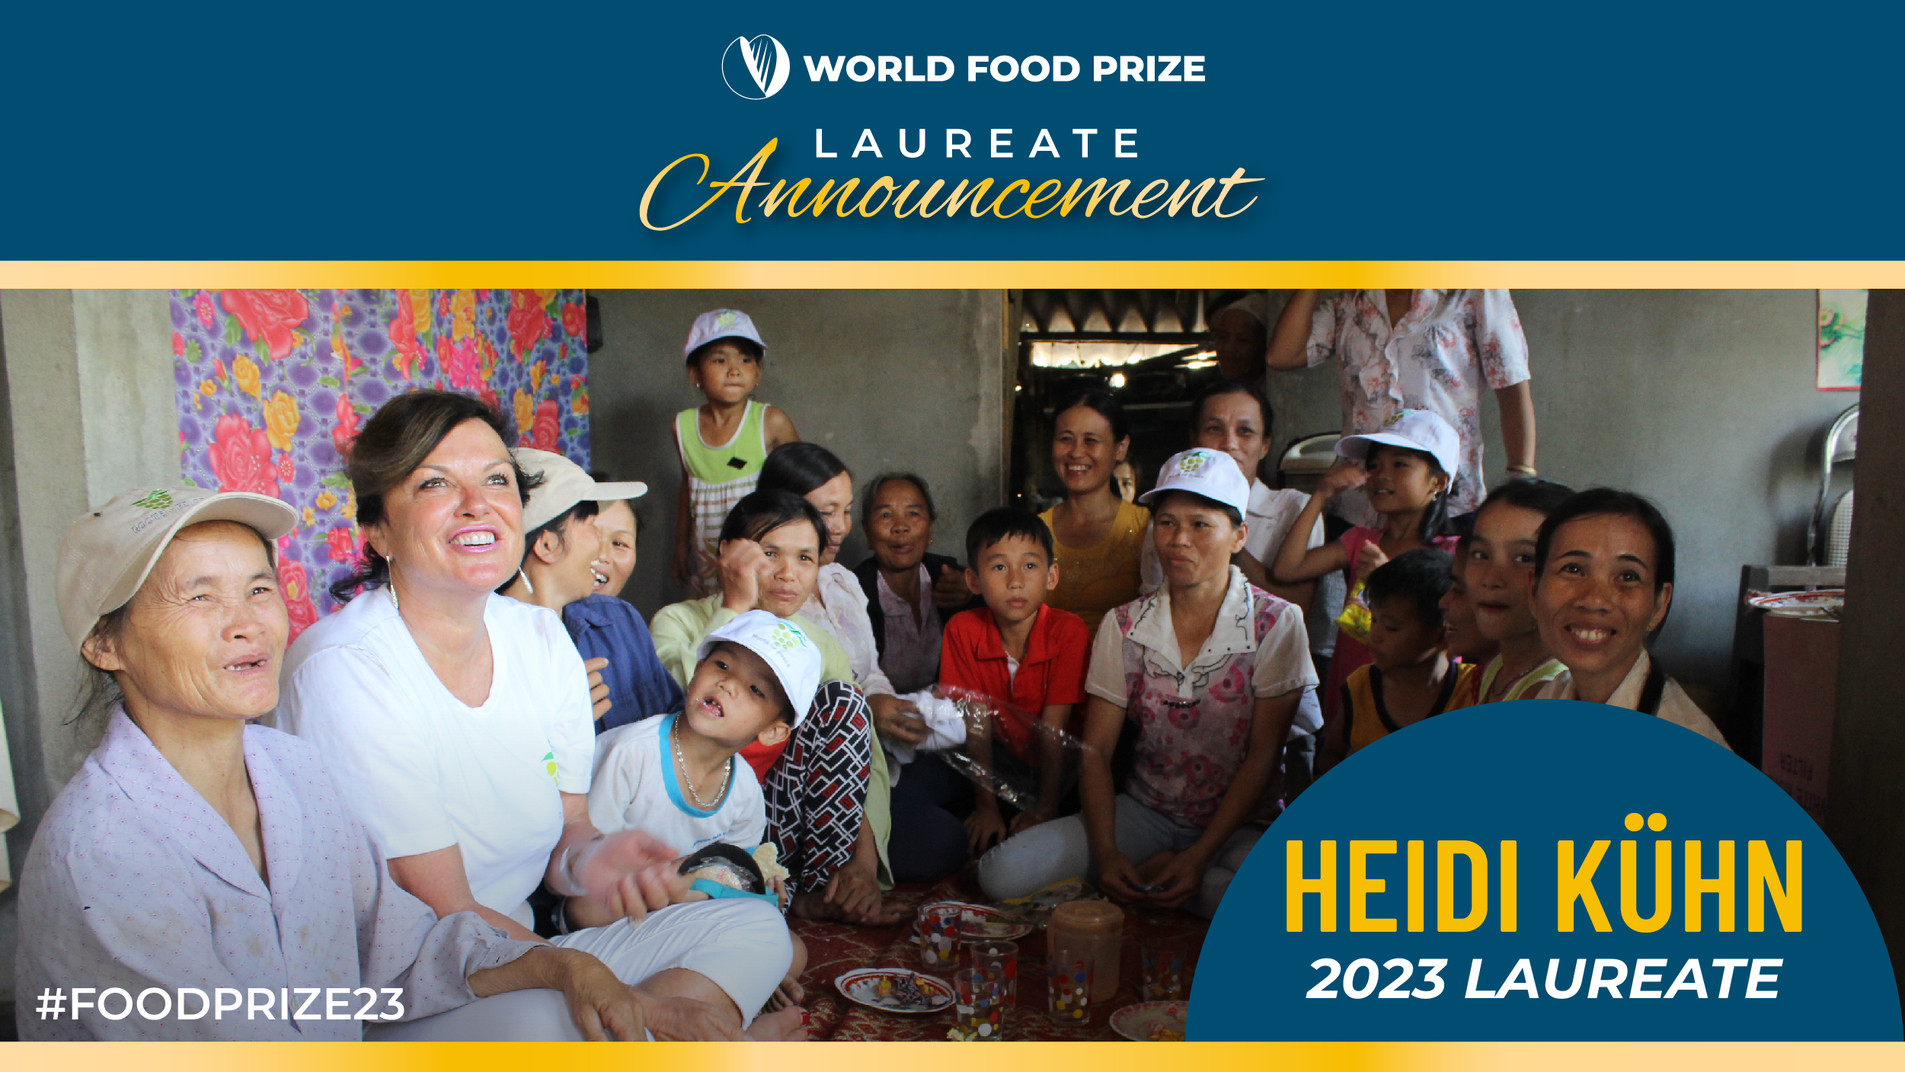 WORLD FOOD PRIZE
LAUREATE
Announcement
HEIDI KÜHN
2023 LAUREATE
#FOODPRIZE23